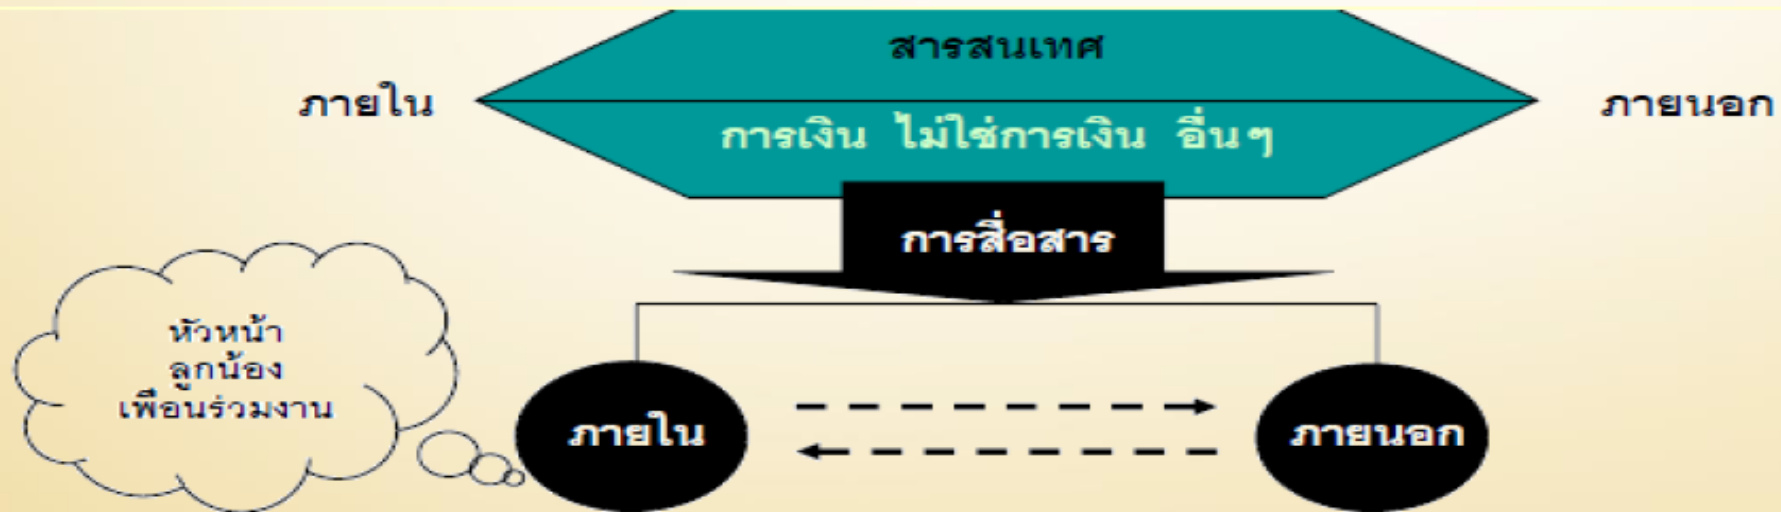 สารสนเทศ
ภายใน
ภายนอก
การเงิน ไม่ใช่การเงิน อื่นๆ
การสื่อสาร
หัวหน้า
ลูกน้อง
เพื่อนร่วมงาน
ภายใน
ภายนอก